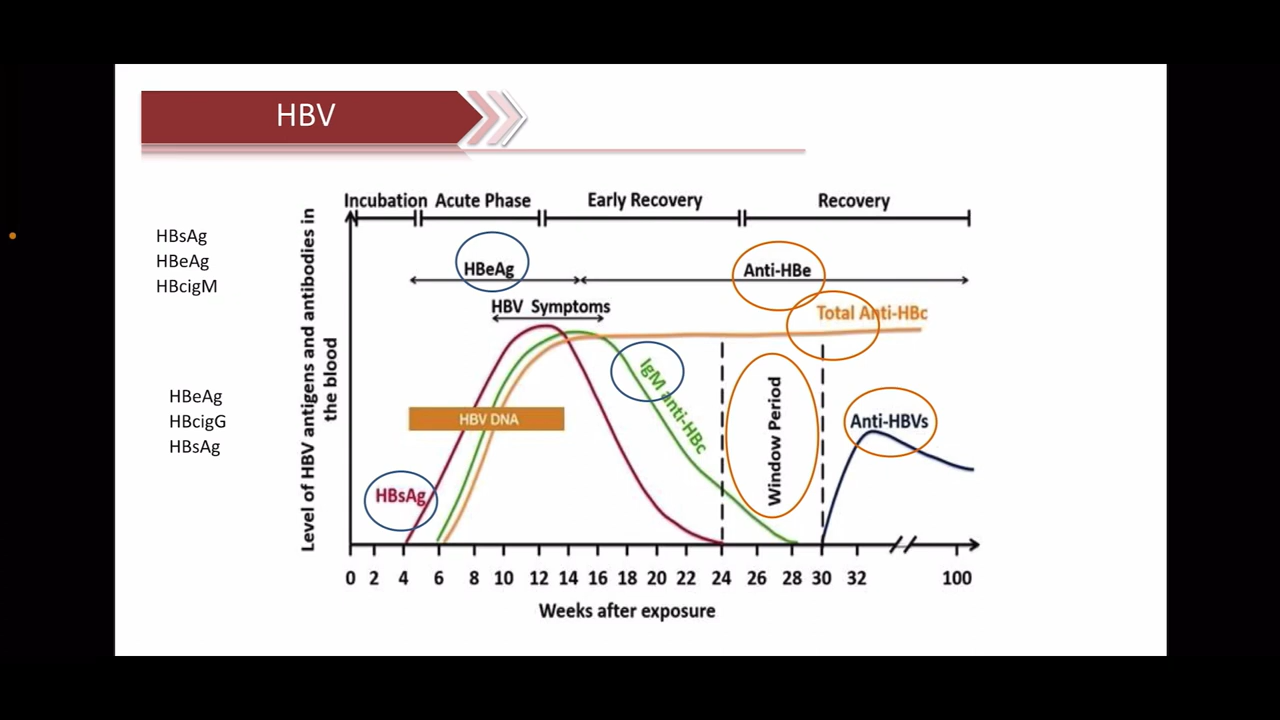 HBV
HBsAg
HBeAg
HBcigM
HBeAg
HBcigG
HBsAg
Incubation Acute Phase Early Recovery Recovery
Level of HBV antigens and antibodies in
the blood
HBeAg
Anti-HBe
HBV Symptoms
Total Anti-HBc
IgM anti-HBc
HBV DNA
Window Period
Anti-HBVs
HBsAg
0 2 4 6 8 10 12 14 16 18 20 22 24 26 28 30 32 100
Weeks after exposure